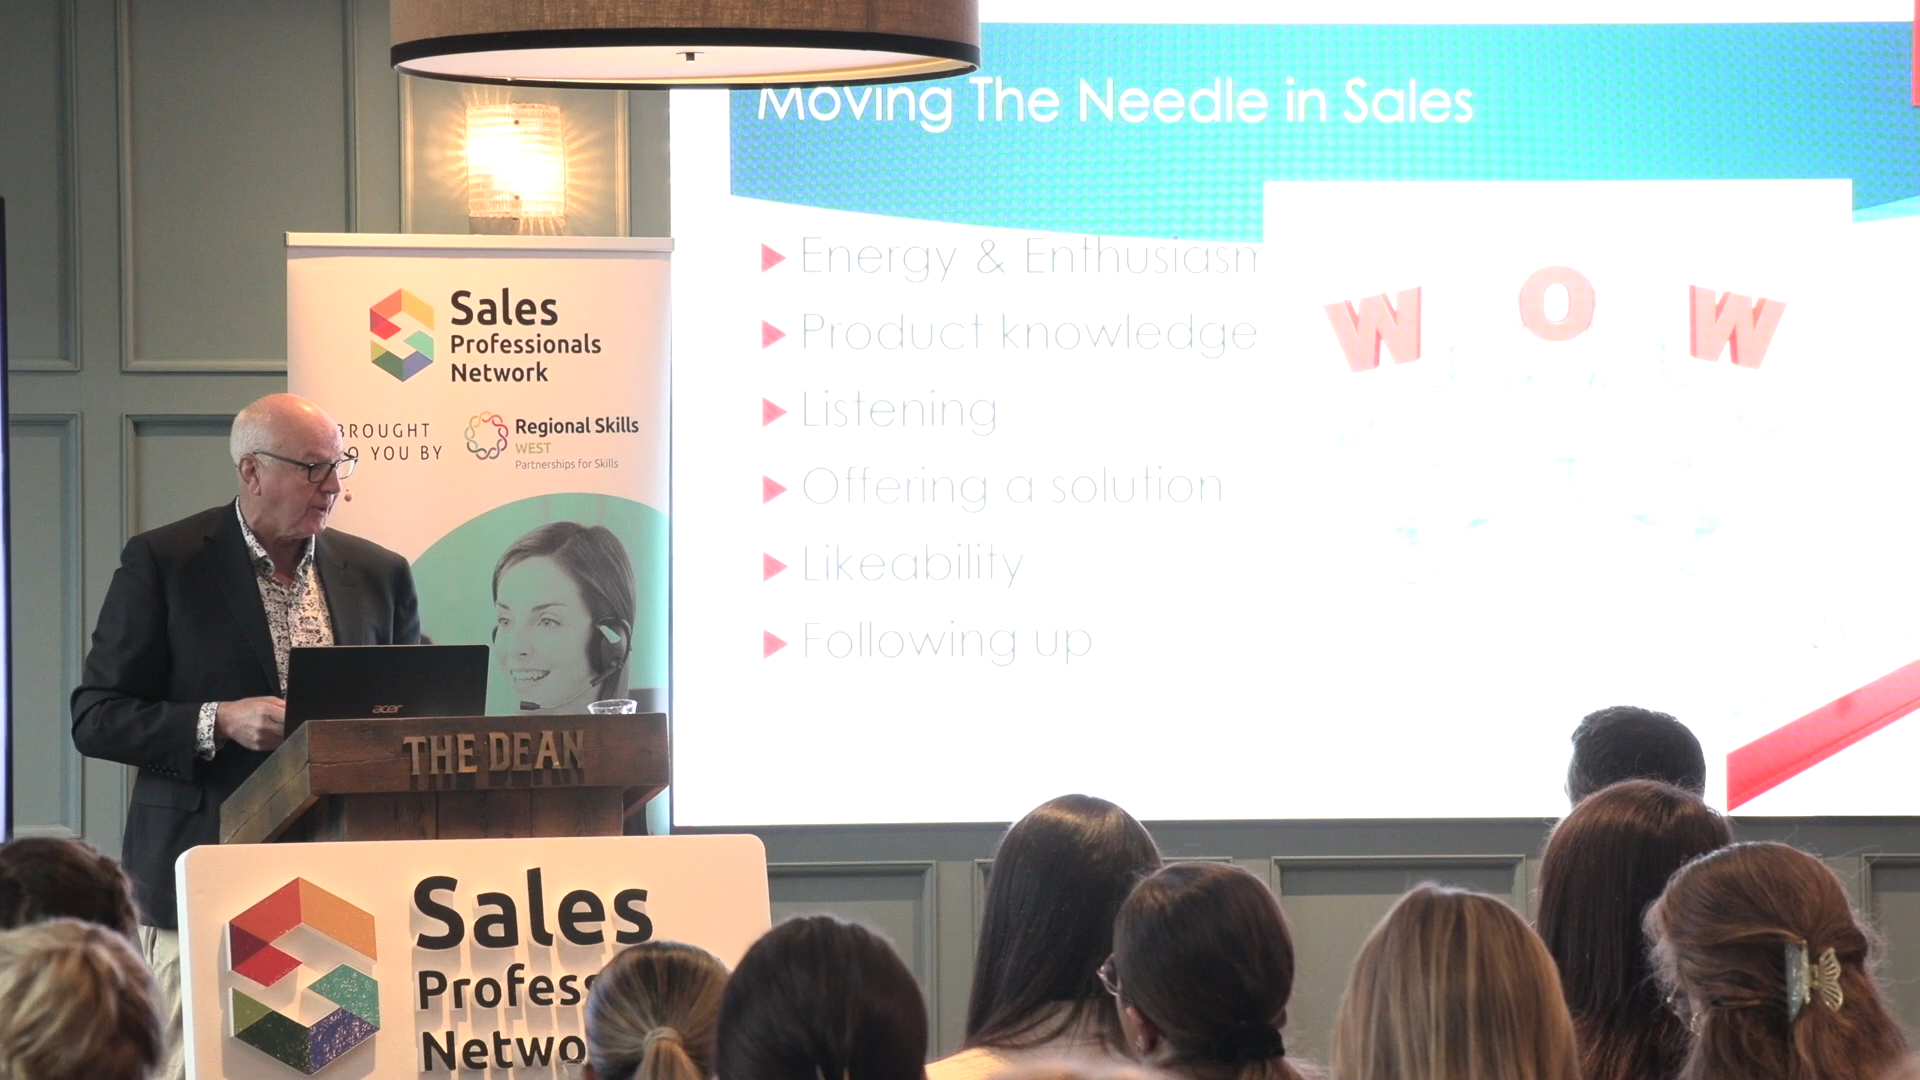 Moving The Needle in Sales
Energy & Enthusiasm
Product knowledge
Listening
Offering a solution
Likeability
Following up
WOW
Sales
Professionals
Network
BROUGHT
TO YOU BY
Regional Skills
WEST
Partnerships for Skills
acer
THE DEAN
Sales
Profess
Netwo